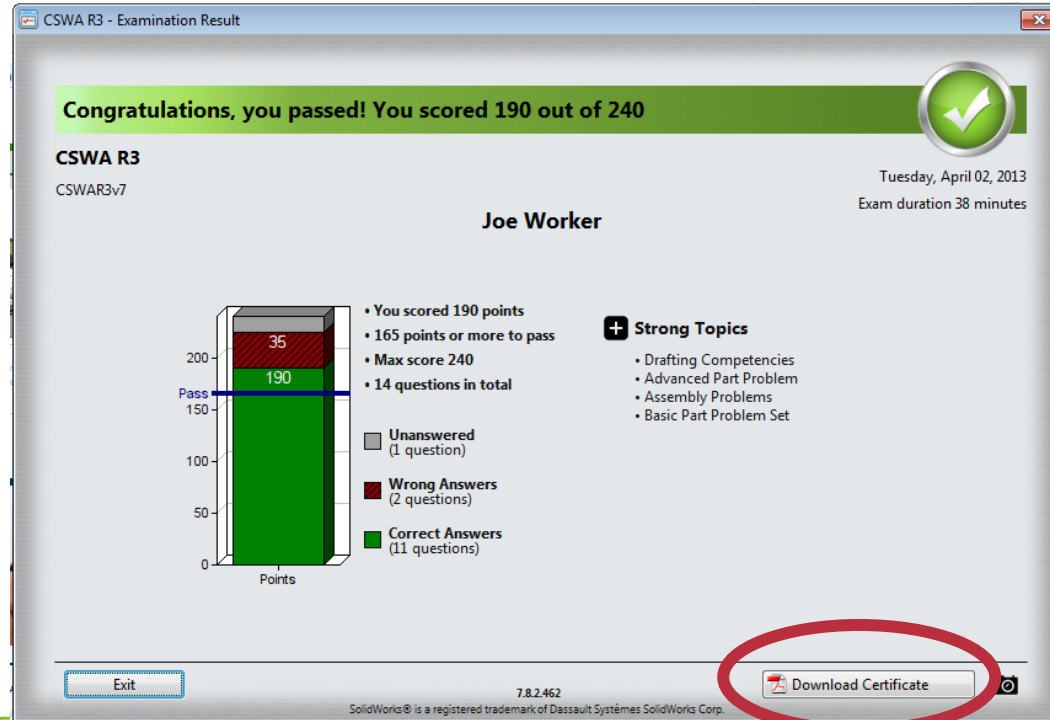 CSWA R3 - Examination Result
Congratulations, you passed! You scored 190 out of 240
CSWA R3
CSWAR3v7
Tuesday, April 02, 2013
Exam duration 38 minutes
Joe Worker
200
Pass
150
100
50
0
35
190
Points
• You scored 190 points
• 165 points or more to pass
• Max score 240
• 14 questions in total
Unanswered
(1 question)
Wrong Answers
(2 questions)
Correct Answers
(11 questions)
Strong Topics
• Drafting Competencies
• Advanced Part Problem
• Assembly Problems
• Basic Part Problem Set
Exit
7.8.2.462
SolidWorks® is a registered trademark of Dassault Systèmes SolidWorks Corp.
Download Certificate